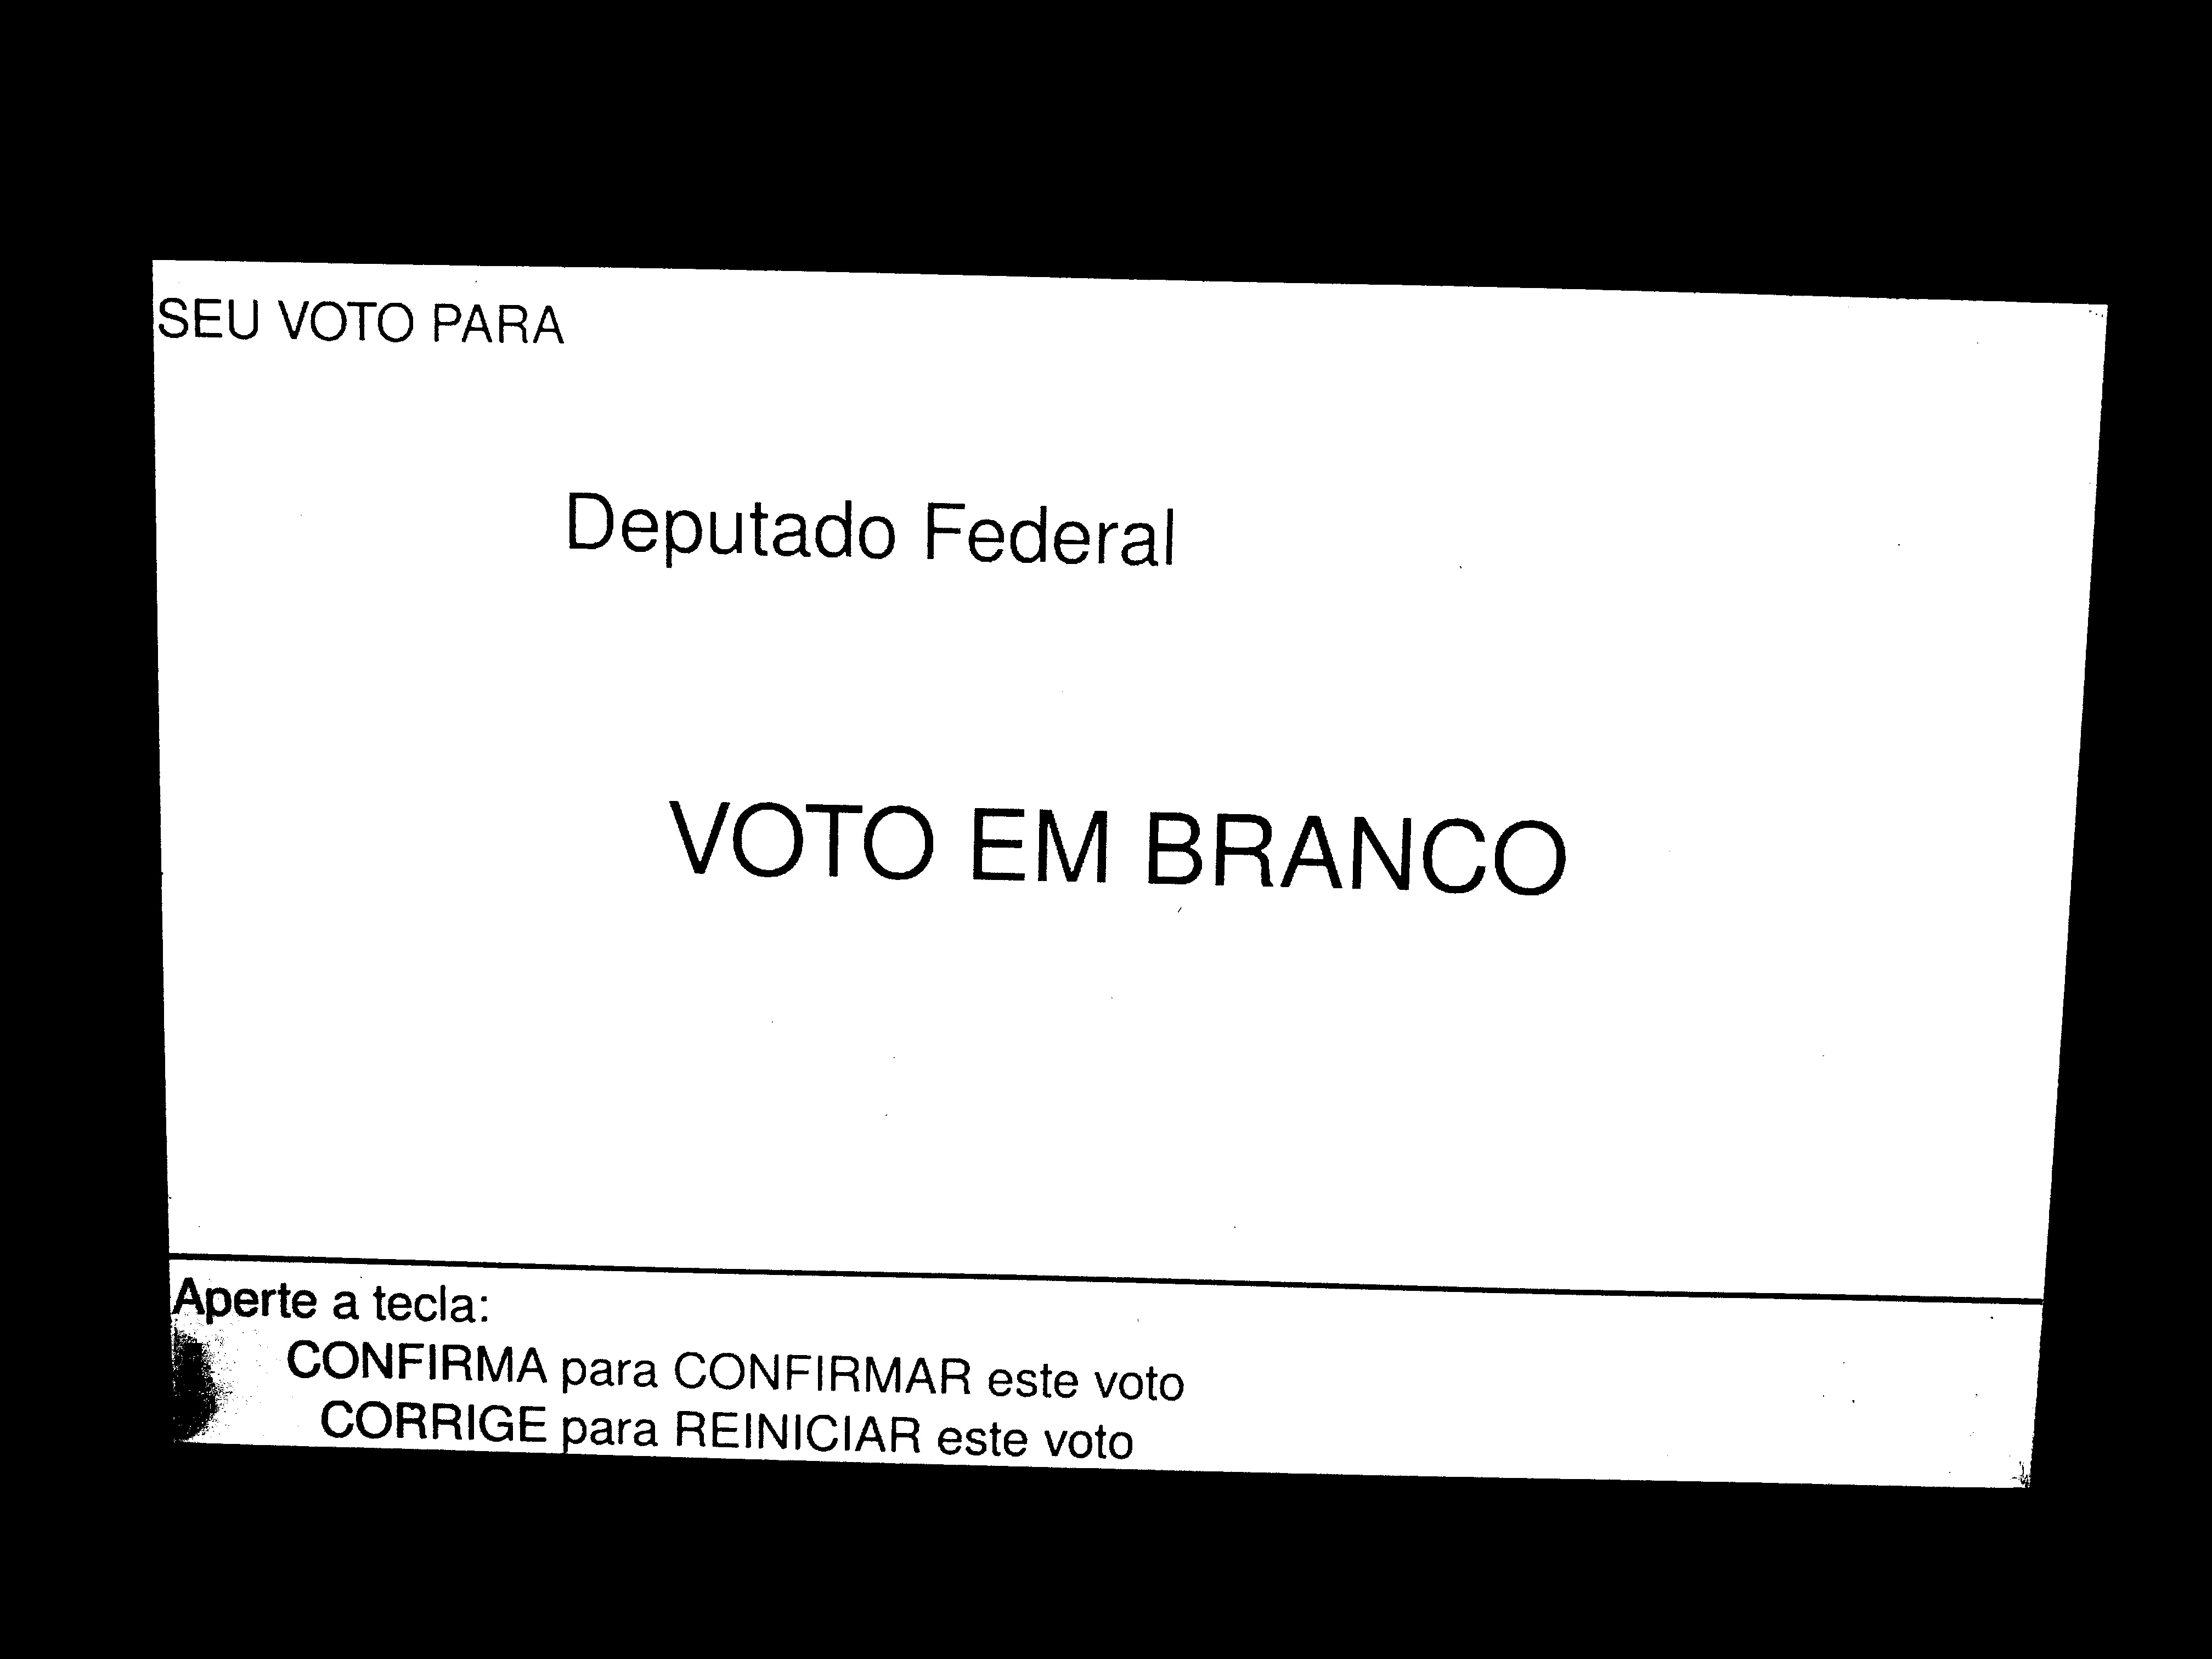 SEU VOTO PARA
Deputado Federal
VOTO EM BRANCO
Aperte a tecla:
CONFIRMA para CONFIRMAR este voto
CORRIGE para REINICIAR este voto